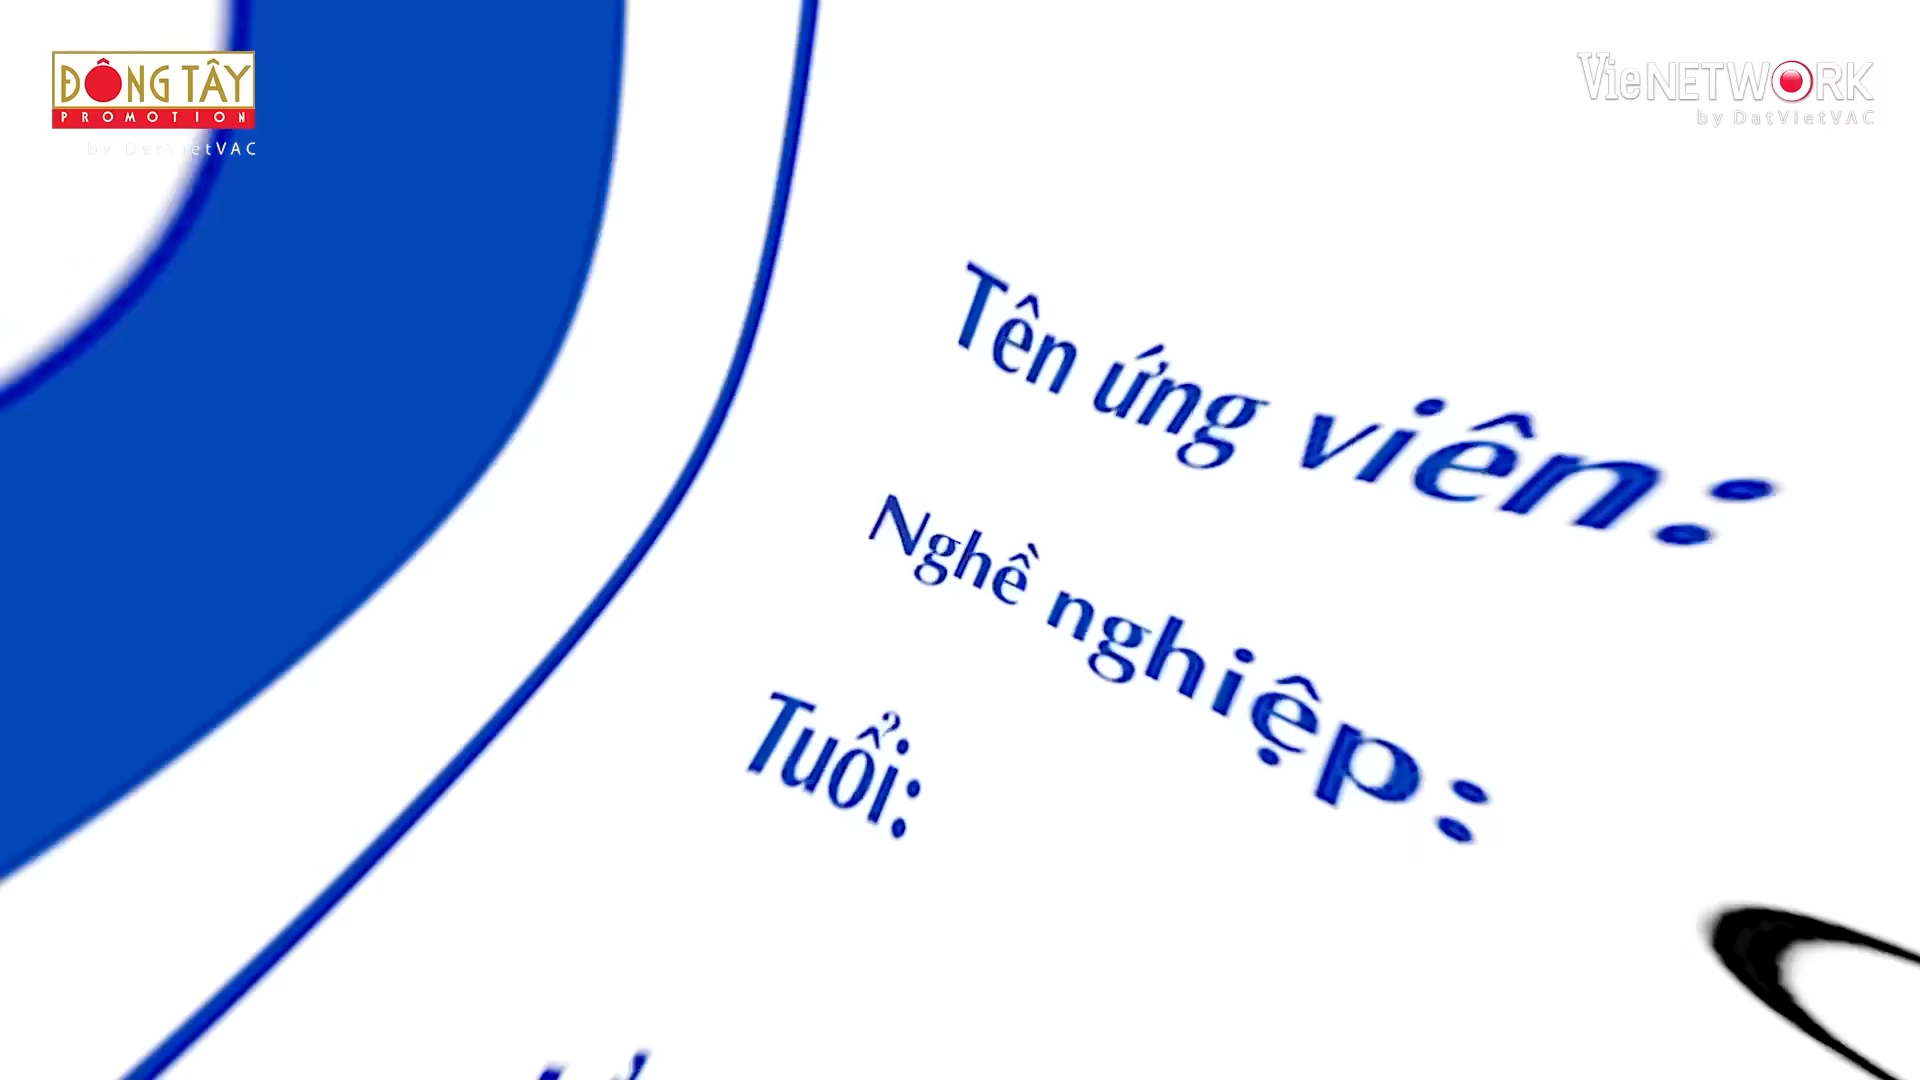 ĐÔNG TÂY
PROMOTION
by DatVietVAC
VieNETWORK
by DatVietVAC
Tên ứng viên:
Nghề nghiệp:
Tuổi: